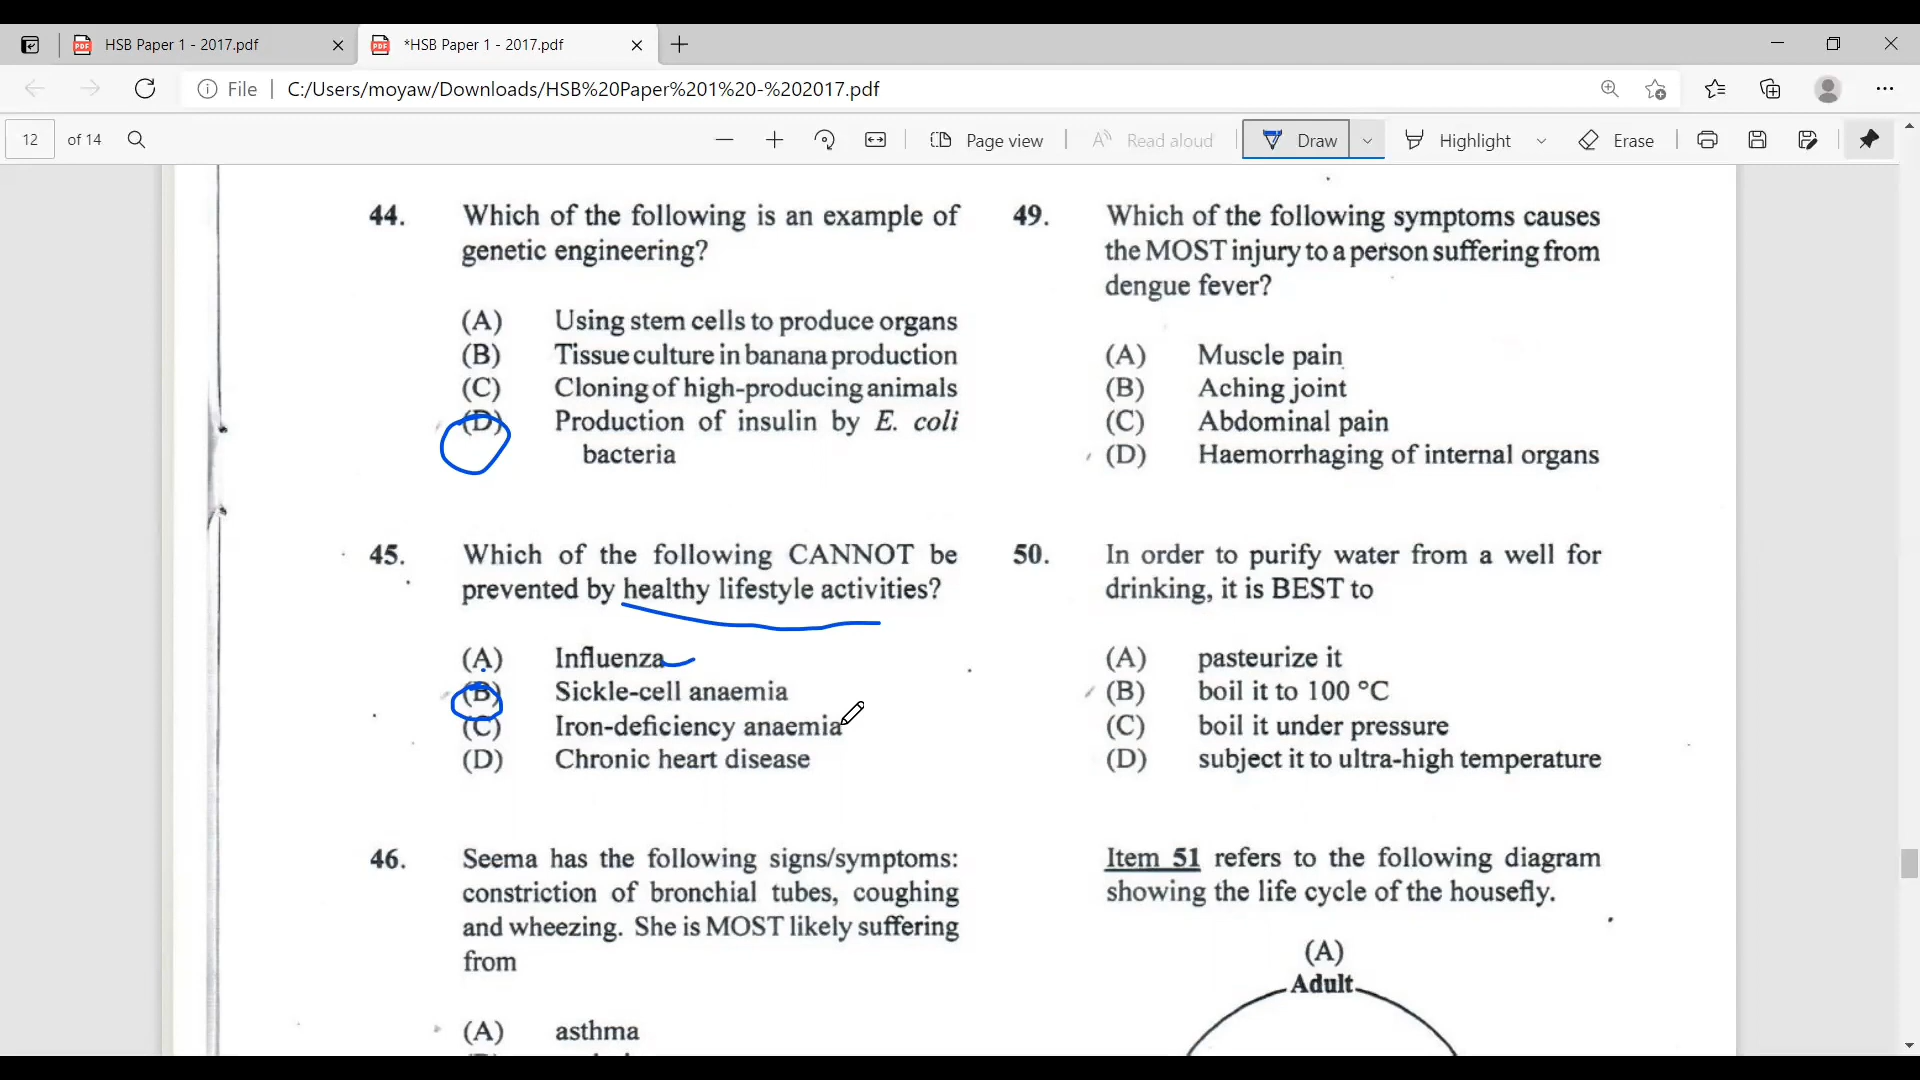 HSB Paper 1 - 2017.pdf
*HSB Paper 1 - 2017.pdf
File
C:/Users/moyaw/Downloads/HSB%20Paper%201%20-%202017.pdf
12 of 14
Page view
Read aloud
Draw
Highlight
Erase
44. Which of the following is an example of
genetic engineering?
(A) Using stem cells to produce organs
(B) Tissue culture in banana production
(C) Cloning of high-producing animals
(D) Production of insulin by E. coli
bacteria
45. Which of the following CANNOT be
prevented by healthy lifestyle activities?
(A) Influenza
(B) Sickle-cell anaemia
(C) Iron-deficiency anaemia
(D) Chronic heart disease
46. Seema has the following signs/symptoms:
constriction of bronchial tubes, coughing
and wheezing. She is MOST likely suffering
from
(A) asthma
49. Which of the following symptoms causes
the MOST injury to a person suffering from
dengue fever?
(A) Muscle pain
(B) Aching joint
(C) Abdominal pain
(D) Haemorrhaging of internal organs
50. In order to purify water from a well for
drinking, it is BEST to
(A) pasteurize it
(B) boil it to 100 °C
(C) boil it under pressure
(D) subject it to ultra-high temperature
Item 51 refers to the following diagram
showing the life cycle of the housefly.
(A)
Adult